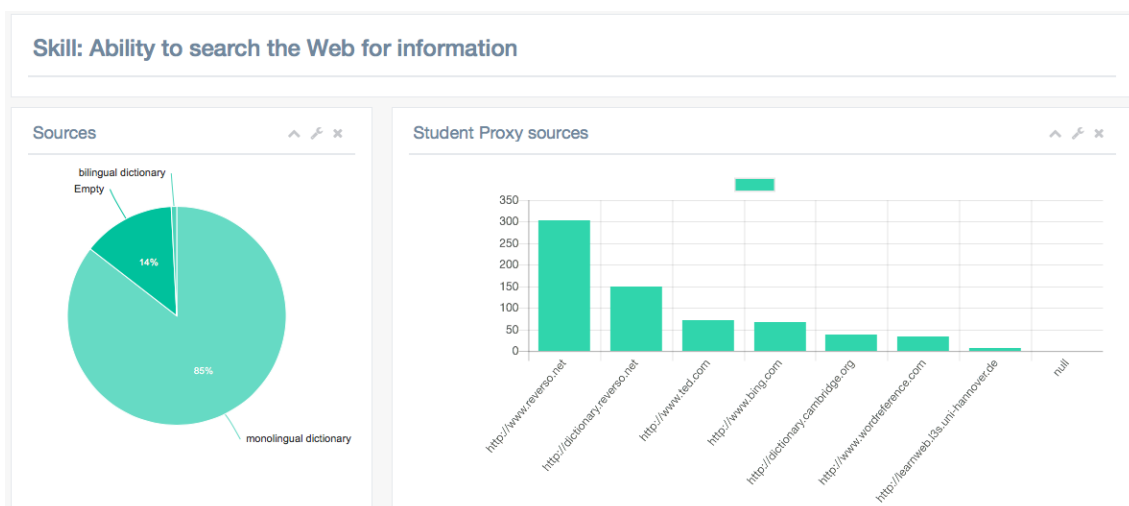 Skill: Ability to search the Web for information
Sources
bilingual dictionary
Empty
14%
85%
monolingual dictionary
Student Proxy sources
350
300
250
200
150
100
50
0
http://www.reverso.net
http://dictionary.reverso.net
http://www.ted.com
http://www.bing.com
http://dictionary.cambridge.org
http://www.wordreference.com
http://learnweb.l3s.uni-hannover.de
null